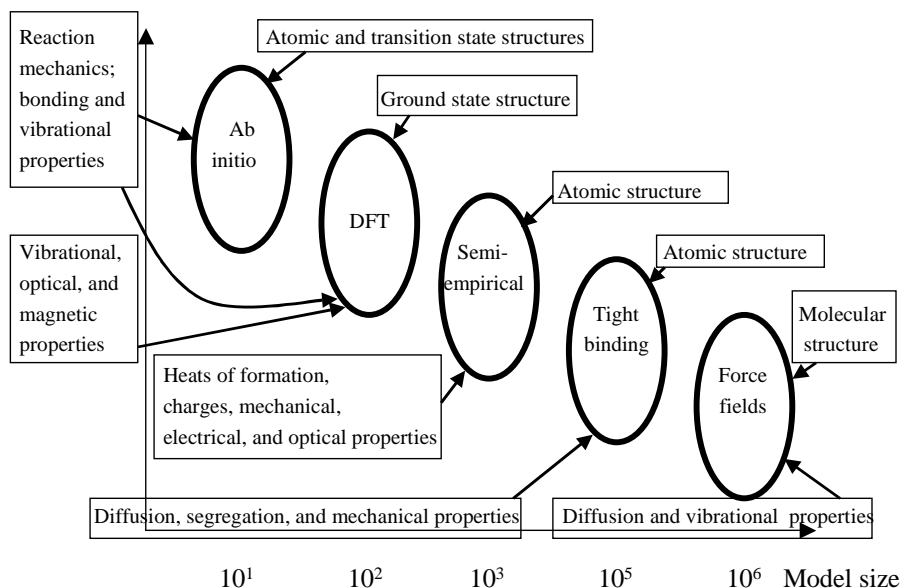 Reaction
mechanics;
bonding and
vibrational
properties
Atomic and transition state structures
Ab
initio
Ground state structure
DFT
Atomic structure
Semi-
empirical
Vibrational,
optical, and
magnetic
properties
Atomic structure
Tight
binding
Molecular
structure
Force
fields
Heats of formation,
charges, mechanical,
electrical, and optical properties
Diffusion, segregation, and mechanical properties
Diffusion and vibrational properties
10¹ 10² 10³ 10⁵ 10⁶ Model size